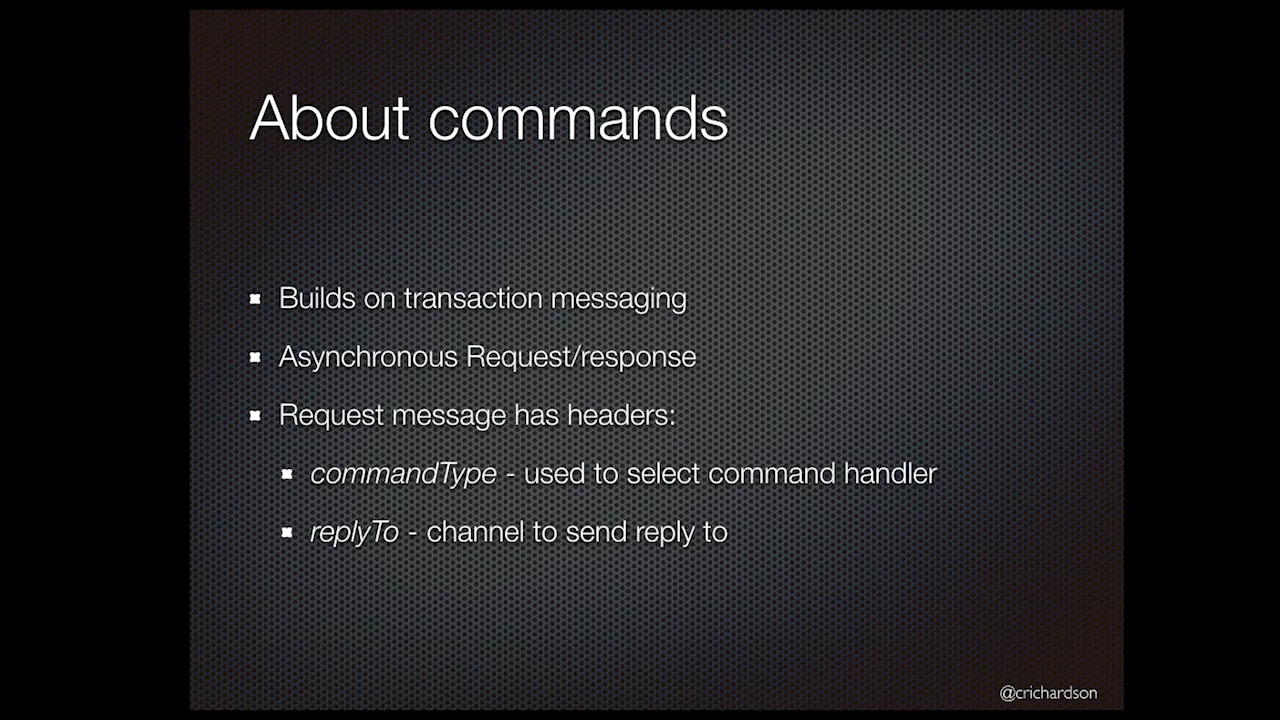 About commands
Builds on transaction messaging
Asynchronous Request/response
Request message has headers:
commandType - used to select command handler
replyTo - channel to send reply to
@crichardson